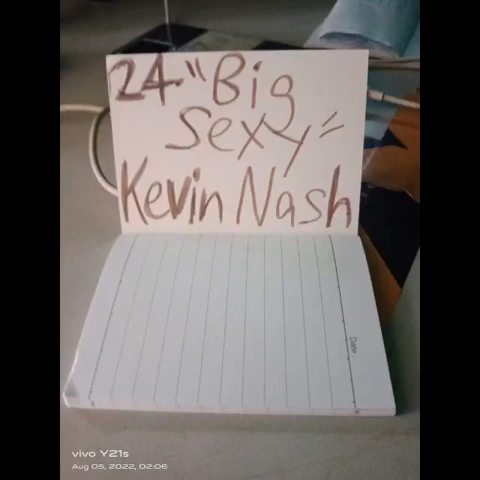 24."Big
Sexy"
Kevin Nash
Date :
vivo Y21s
Aug 05, 2022, 02:06